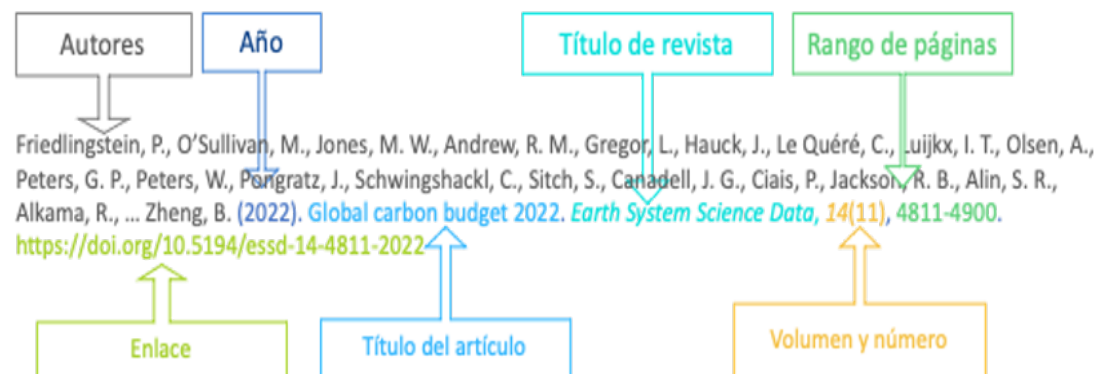 Autores Año Título de revista Rango de páginas
Friedlingstein, P., O'Sullivan, M., Jones, M. W., Andrew, R. M., Gregor, L., Hauck, J., Le Quéré, C., Luijkx, I. T., Olsen, A.,
Peters, G. P., Peters, W., Pongratz, J., Schwingshackl, C., Sitch, S., Canadell, J. G., Ciais, P., Jackson, R. B., Alin, S. R.,
Alkama, R., ... Zheng, B. (2022). Global carbon budget 2022. Earth System Science Data, 14(11), 4811-4900.
https://doi.org/10.5194/essd-14-4811-2022
Enlace Título del artículo Volumen y número